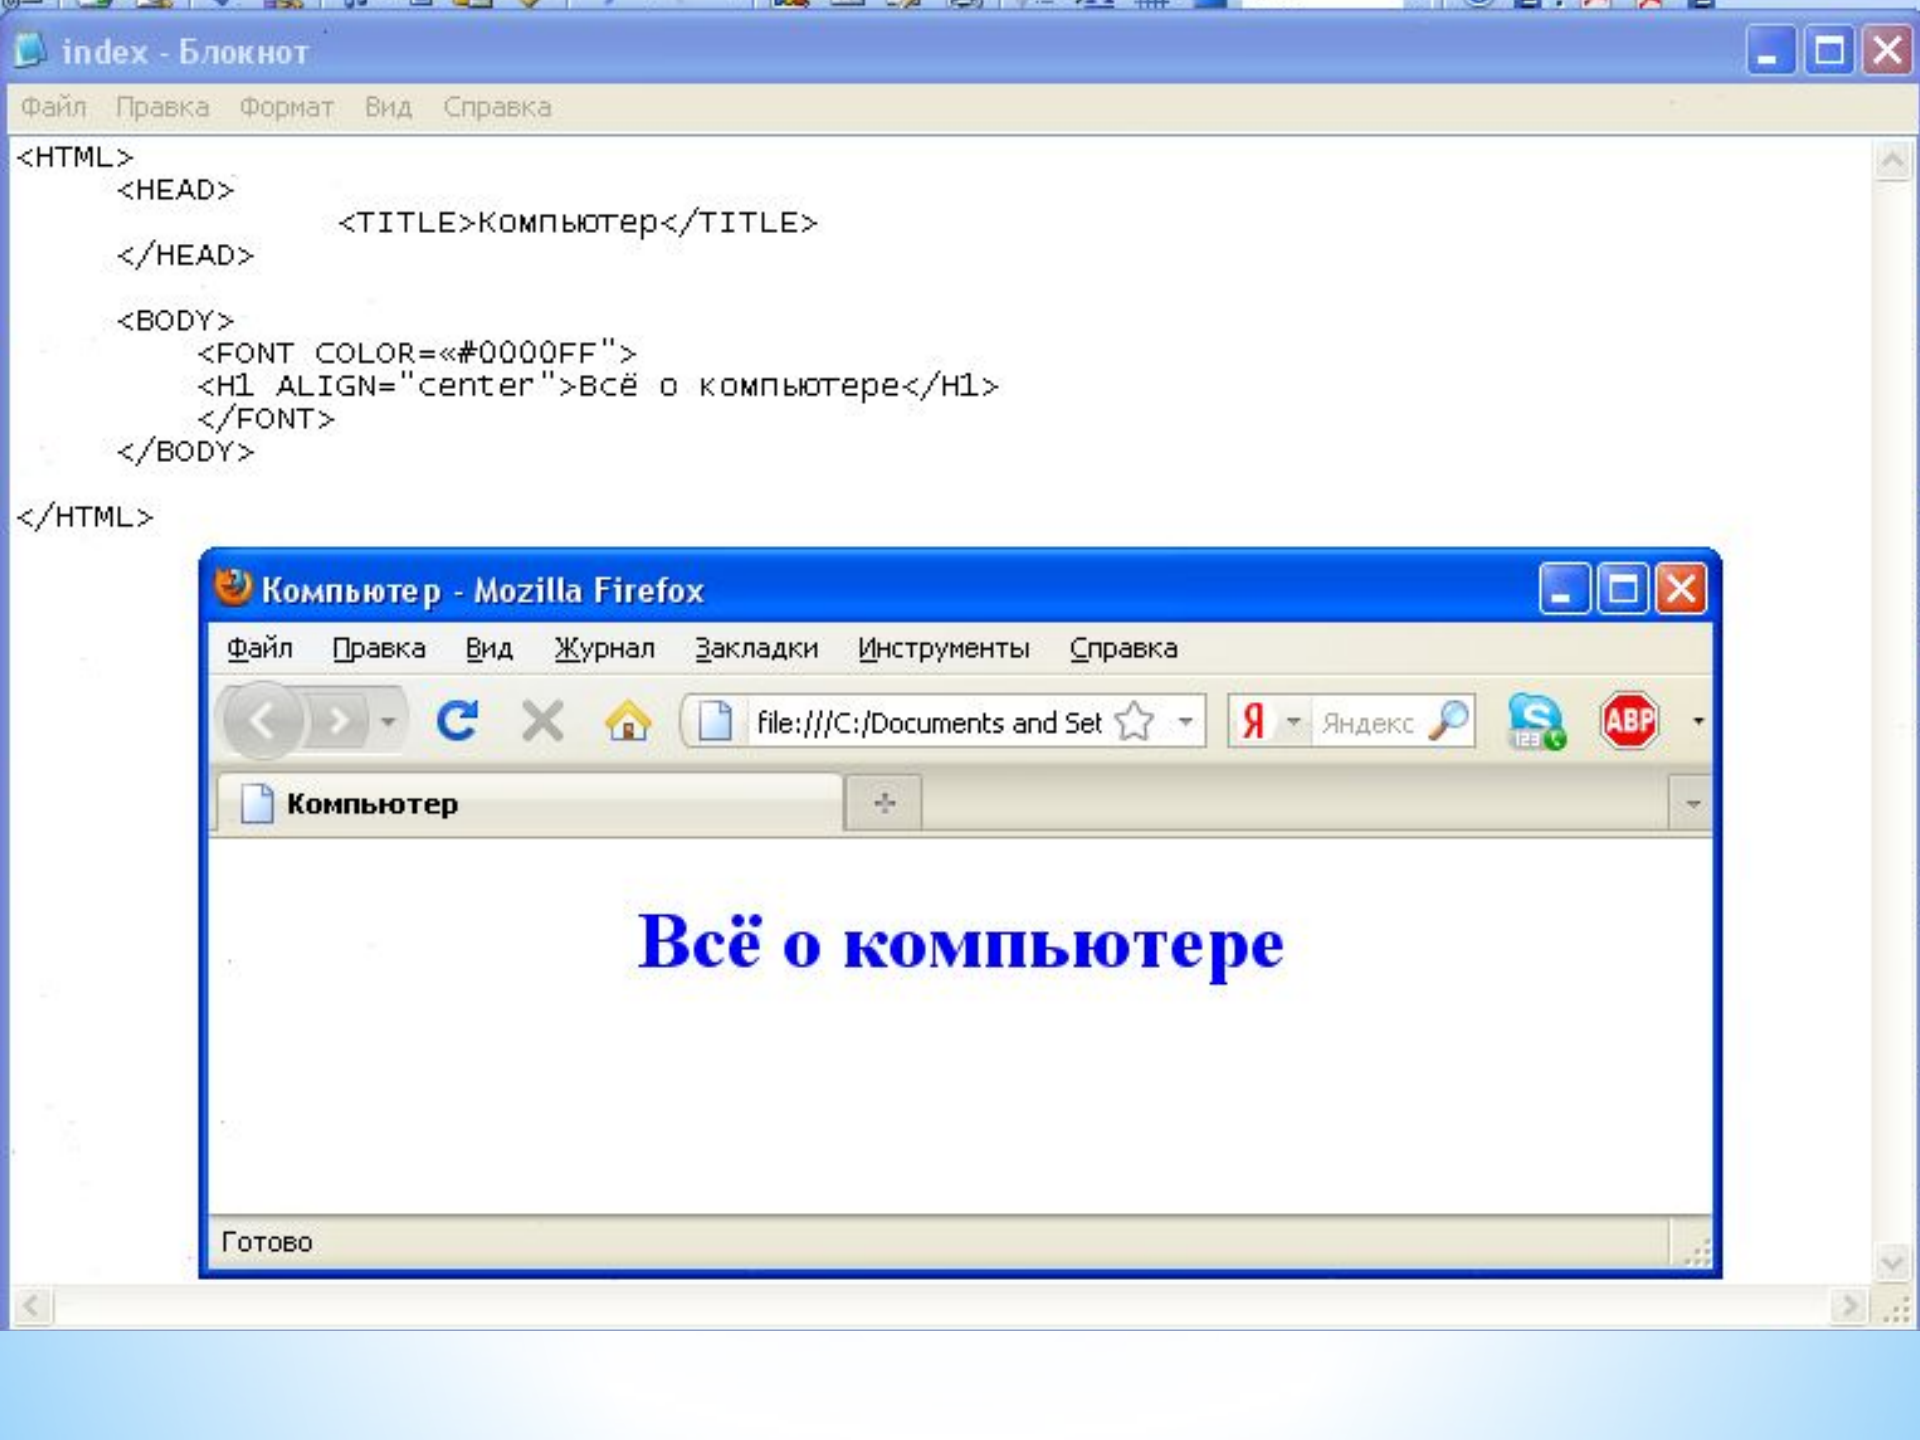 index - Блокнот
Файл Правка Формат Вид Справка
<HTML>
<HEAD>
<TITLE>Компьютер</TITLE>
</HEAD>
<BODY>
<FONT COLOR=«#0000FF">
<H1 ALIGN="center">Всё о компьютере</H1>
</FONT>
</BODY>
</HTML>
Компьютер - Mozilla Firefox
Файл Правка Вид Журнал Закладки Инструменты Справка
file:///C:/Documents and Set Я Яндекс S 123 ABP
Компьютер
Всё о компьютере
Готово